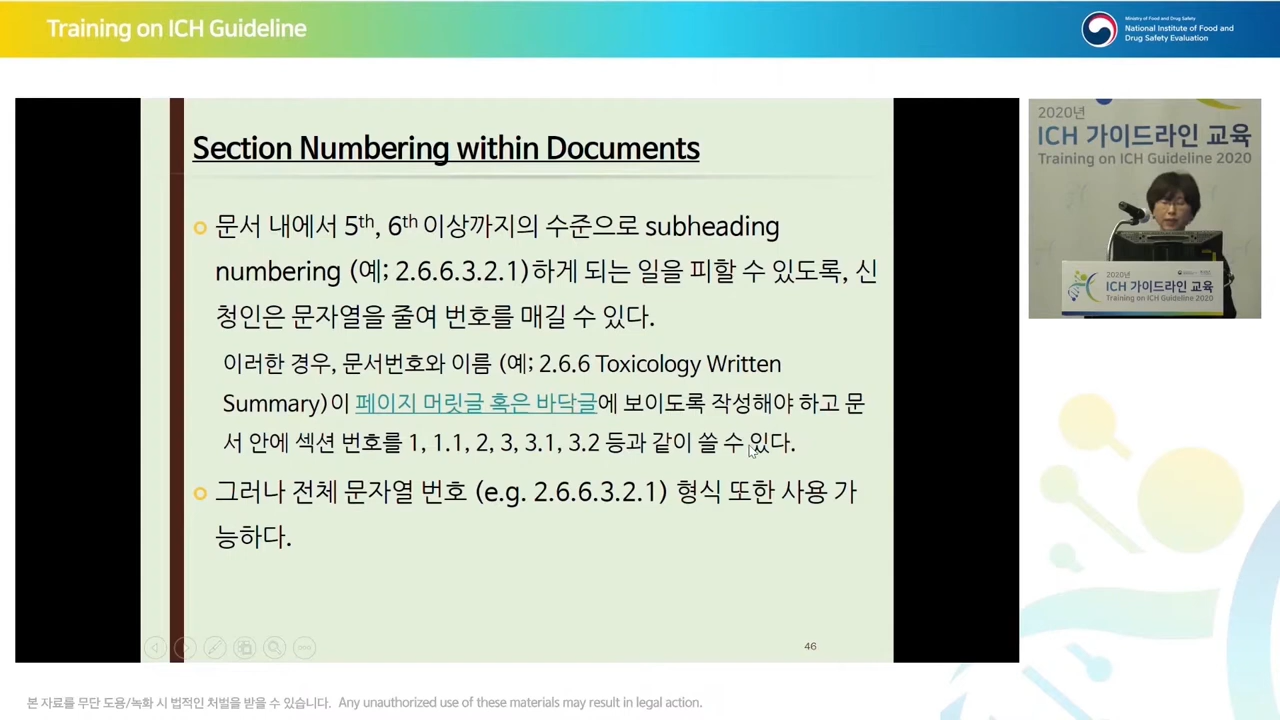 Training on ICH Guideline
Ministry of Food and Drug Safety
National Institute of Food and
Drug Safety Evaluation
Section Numbering within Documents
문서 내에서 5th, 6th 이상까지의 수준으로 subheading
numbering (예; 2.6.6.3.2.1)하게 되는 일을 피할 수 있도록, 신
청인은 문자열을 줄여 번호를 매길 수 있다.
이러한 경우, 문서번호와 이름 (예; 2.6.6 Toxicology Written
Summary)이 페이지 머릿글 혹은 바닥글에 보이도록 작성해야 하고 문
서 안에 섹션 번호를 1, 1.1, 2, 3, 3.1, 3.2 등과 같이 쓸 수 있다.
그러나 전체 문자열 번호 (e.g. 2.6.6.3.2.1) 형식 또한 사용 가
능하다.
46
2020년
ICH 가이드라인 교육
Training on ICH Guideline 2020
2020년
ICH 가이드라인 교육
Training on ICH Guideline 2020
본 자료를 무단 도용/녹화 시 법적인 처벌을 받을 수 있습니다. Any unauthorized use of these materials may result in legal action.